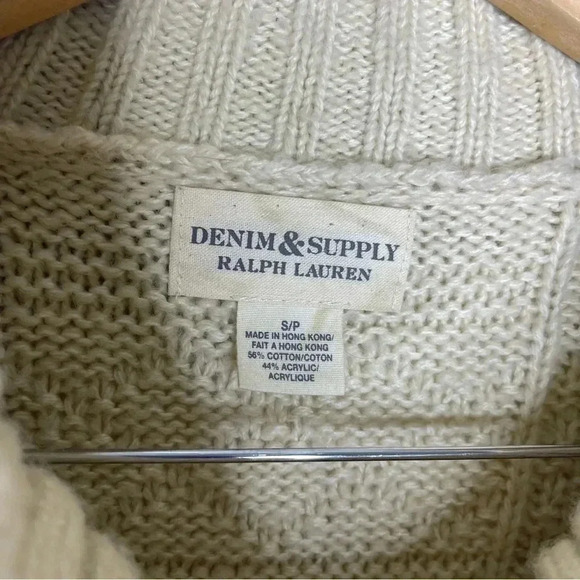 DENIM&SUPPLY
RALPH LAUREN
S/P
MADE IN HONG KONG/
FAIT A HONG KONG
56% COTTON/COTON
44% ACRYLIC/
ACRYLIQUE